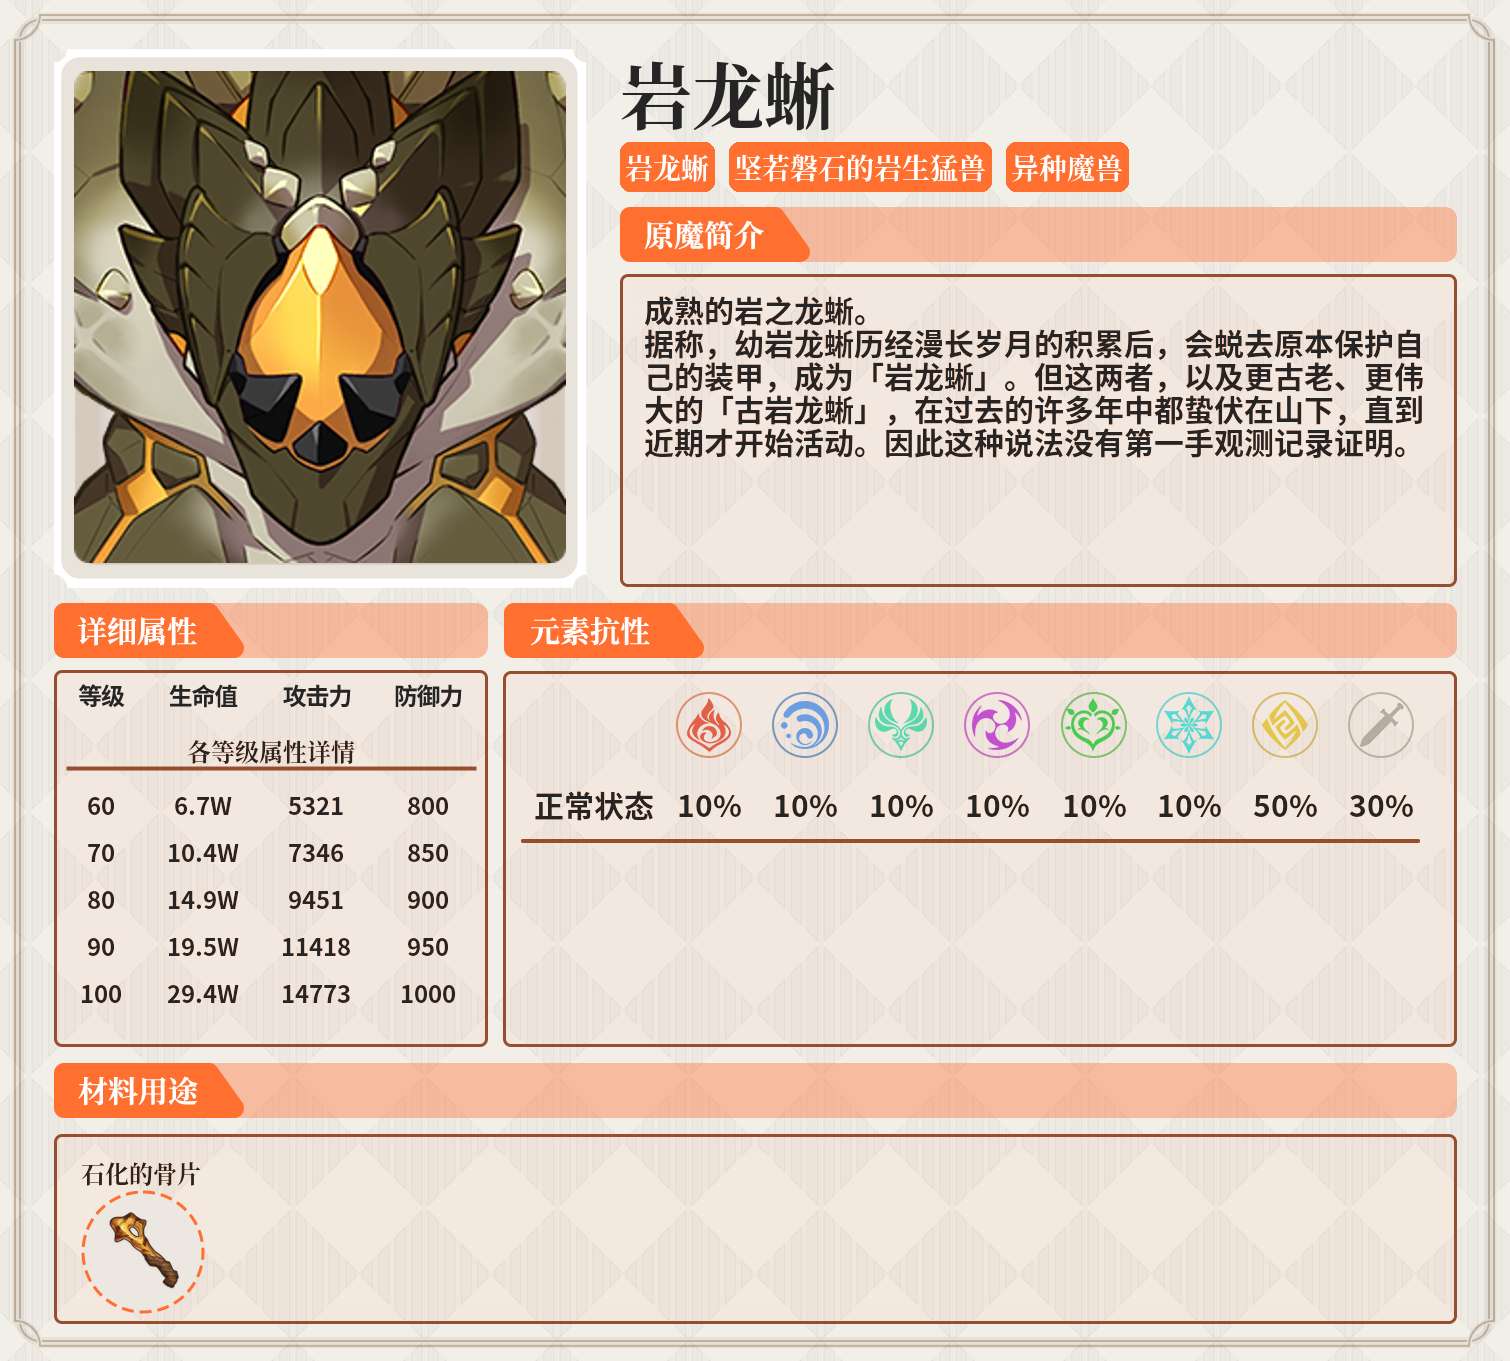 岩龙蜥
岩龙蜥 坚若磐石的岩生猛兽 异种魔兽
原魔简介
成熟的岩之龙蜥。
据称，幼岩龙蜥历经漫长岁月的积累后，会蜕去原本保护自
己的装甲，成为「岩龙蜥」。但这两者，以及更古老、更伟
大的「古岩龙蜥」，在过去的许多年中都蛰伏在山下，直到
近期才开始活动。因此这种说法没有第一手观测记录证明。
详细属性
等级 生命值 攻击力 防御力
各等级属性详情
60 6.7W 5321 800
70 10.4W 7346 850
80 14.9W 9451 900
90 19.5W 11418 950
100 29.4W 14773 1000
元素抗性
正常状态 10% 10% 10% 10% 10% 10% 50% 30%
材料用途
石化的骨片